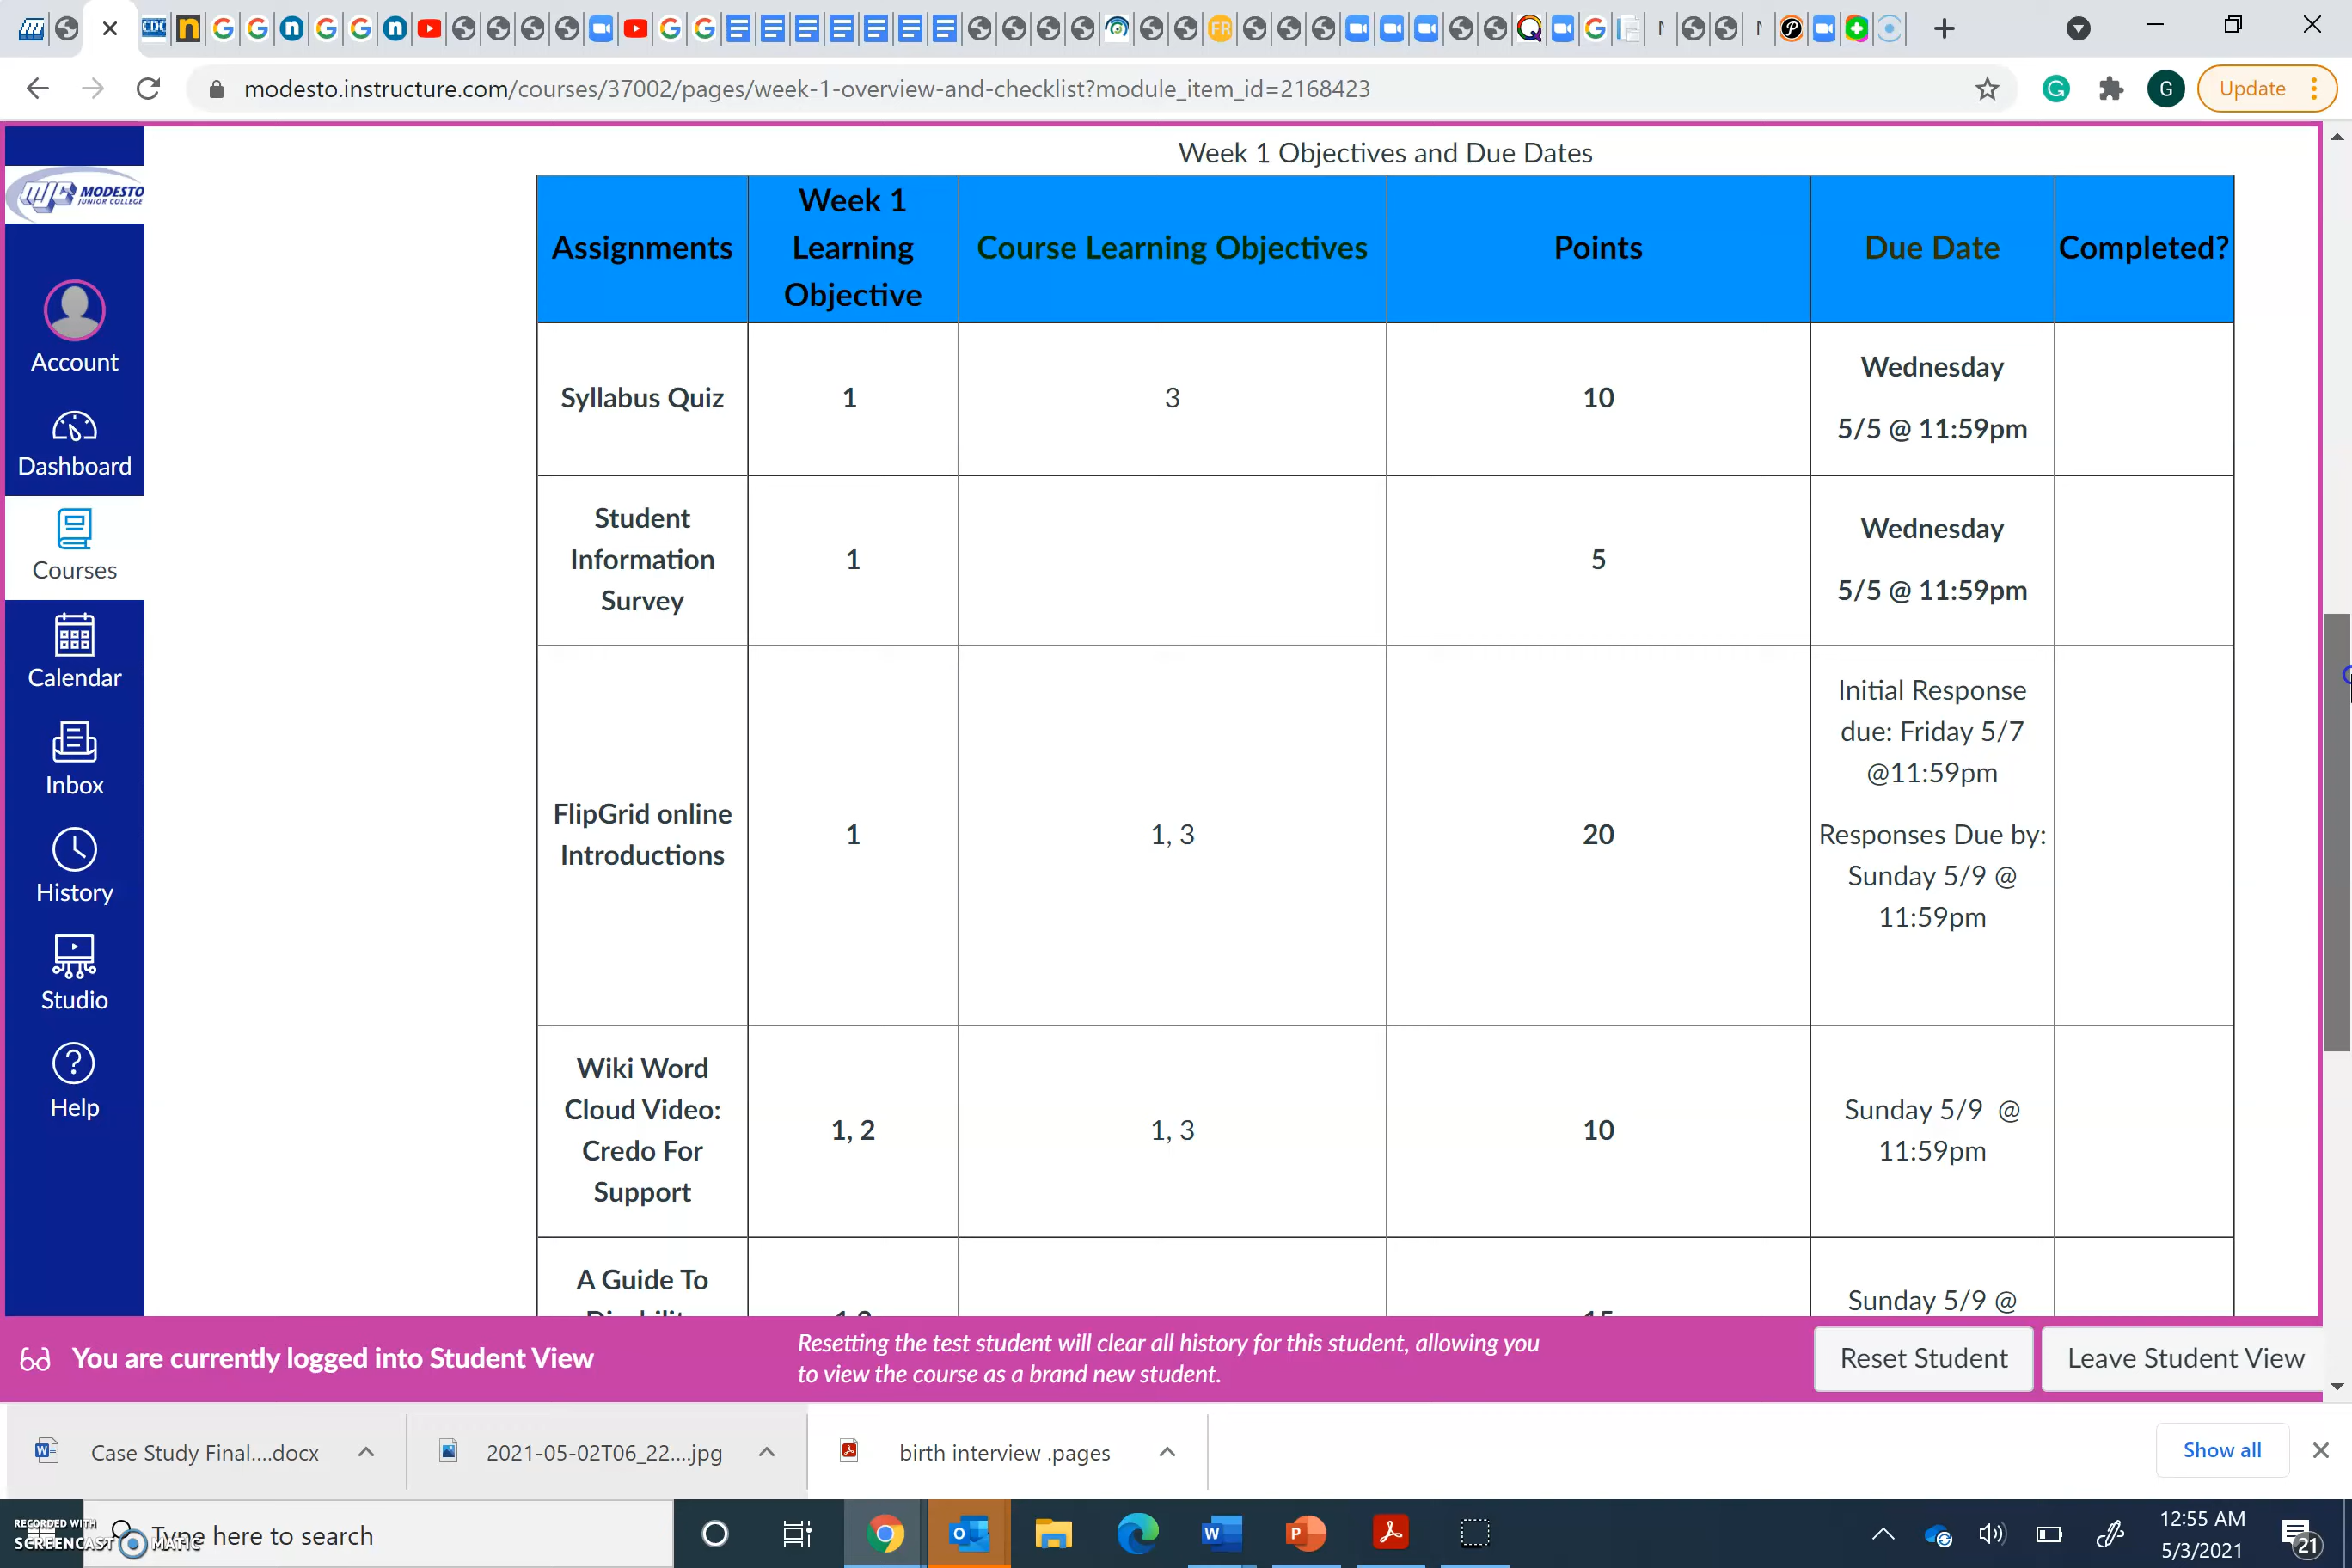 modesto.instructure.com/courses/37002/pages/week-1-overview-and-checklist?module_item_id=2168423
G
Update
MODESTO
JUNIOR COLLEGE
Account
Dashboard
Courses
Calendar
Inbox
History
Studio
Help
Week 1 Objectives and Due Dates
Assignments
Week 1
Learning
Objective
Course Learning Objectives
Points
Due Date
Completed?
Syllabus Quiz
1
3
10
Wednesday
5/5 @ 11:59pm
Student
Information
Survey
1
5
Wednesday
5/5 @ 11:59pm
FlipGrid online
Introductions
1
1, 3
20
Initial Response
due: Friday 5/7
@11:59pm
Responses Due by:
Sunday 5/9 @
11:59pm
Wiki Word
Cloud Video:
Credo For
Support
1, 2
1, 3
10
Sunday 5/9 @
11:59pm
A Guide To
Sunday 5/9 @
You are currently logged into Student View
Resetting the test student will clear all history for this student, allowing you
to view the course as a brand new student.
Reset Student
Leave Student View
Case Study Final....docx
2021-05-02T06_22....jpg
birth interview .pages
Show all
RECORDED WITH
SCREENCAST MATIC
Type here to search
12:55 AM
5/3/2021
21